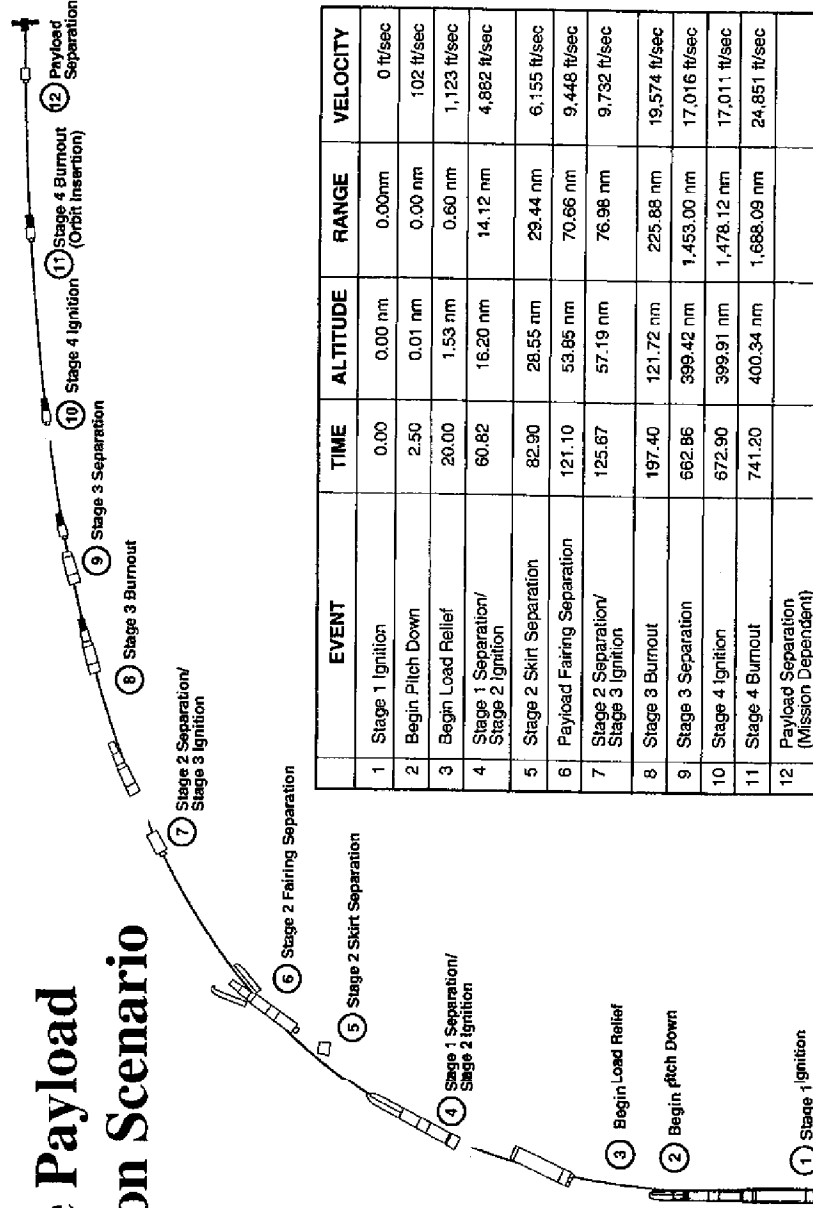 e Payload
on Scenario
12 Payload
Separation
11 Stage 4 Burnout
(Orbit Insertion)
10 Stage 4 Ignition
9 Stage 3 Separation
8 Stage 3 Burnout
7 Stage 2 Separation/
Stage 3 Ignition
6 Stage 2 Fairing Separation
5 Stage 2 Skirt Separation
4 Stage 1 Separation/
Stage 2 Ignition
3 Begin Load Relief
2 Begin Pitch Down
1 Stage 1 Ignition
EVENT TIME ALTITUDE RANGE VELOCITY
1 Stage 1 Ignition 0.00 0.00 nm 0.00nm 0 ft/sec
2 Begin Pitch Down 2.50 0.01 nm 0.00 nm 102 ft/sec
3 Begin Load Relief 20.00 1.53 nm 0.60 nm 1,123 ft/sec
4 Stage 1 Separation/ 60.82 16.20 nm 14.12 nm 4,882 ft/sec
Stage 2 Ignition
5 Stage 2 Skirt Separation 82.90 28.55 nm 29.44 nm 6,155 ft/sec
6 Payload Fairing Separation 121.10 53.85 nm 70.66 nm 9,448 ft/sec
7 Stage 2 Separation/ 125.67 57.19 nm 76.98 nm 9,732 ft/sec
Stage 3 Ignition
8 Stage 3 Burnout 197.40 121.72 nm 225.88 nm 19,574 ft/sec
9 Stage 3 Separation 662.86 399.42 nm 1,453.00 nm 17,016 ft/sec
10 Stage 4 Ignition 672.90 399.91 nm 1,478.12 nm 17,011 ft/sec
11 Stage 4 Burnout 741.20 400.34 nm 1,688.09 nm 24,851 ft/sec
12 Payload Separation
(Mission Dependent)